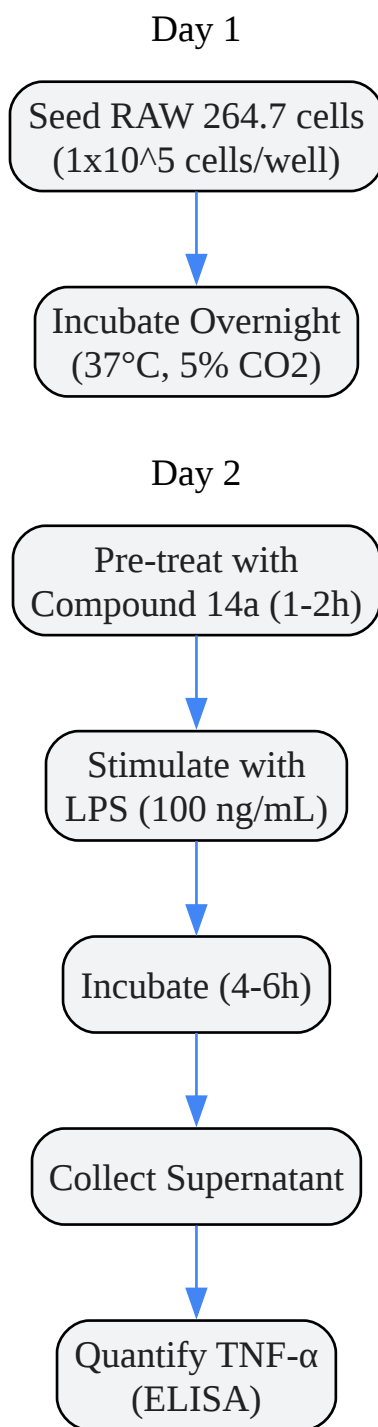 Day 1
Seed RAW 264.7 cells
(1x10^5 cells/well)
Incubate Overnight
(37°C, 5% CO2)
Day 2
Pre-treat with
Compound 14a (1-2h)
Stimulate with
LPS (100 ng/mL)
Incubate (4-6h)
Collect Supernatant
Quantify TNF-α
(ELISA)